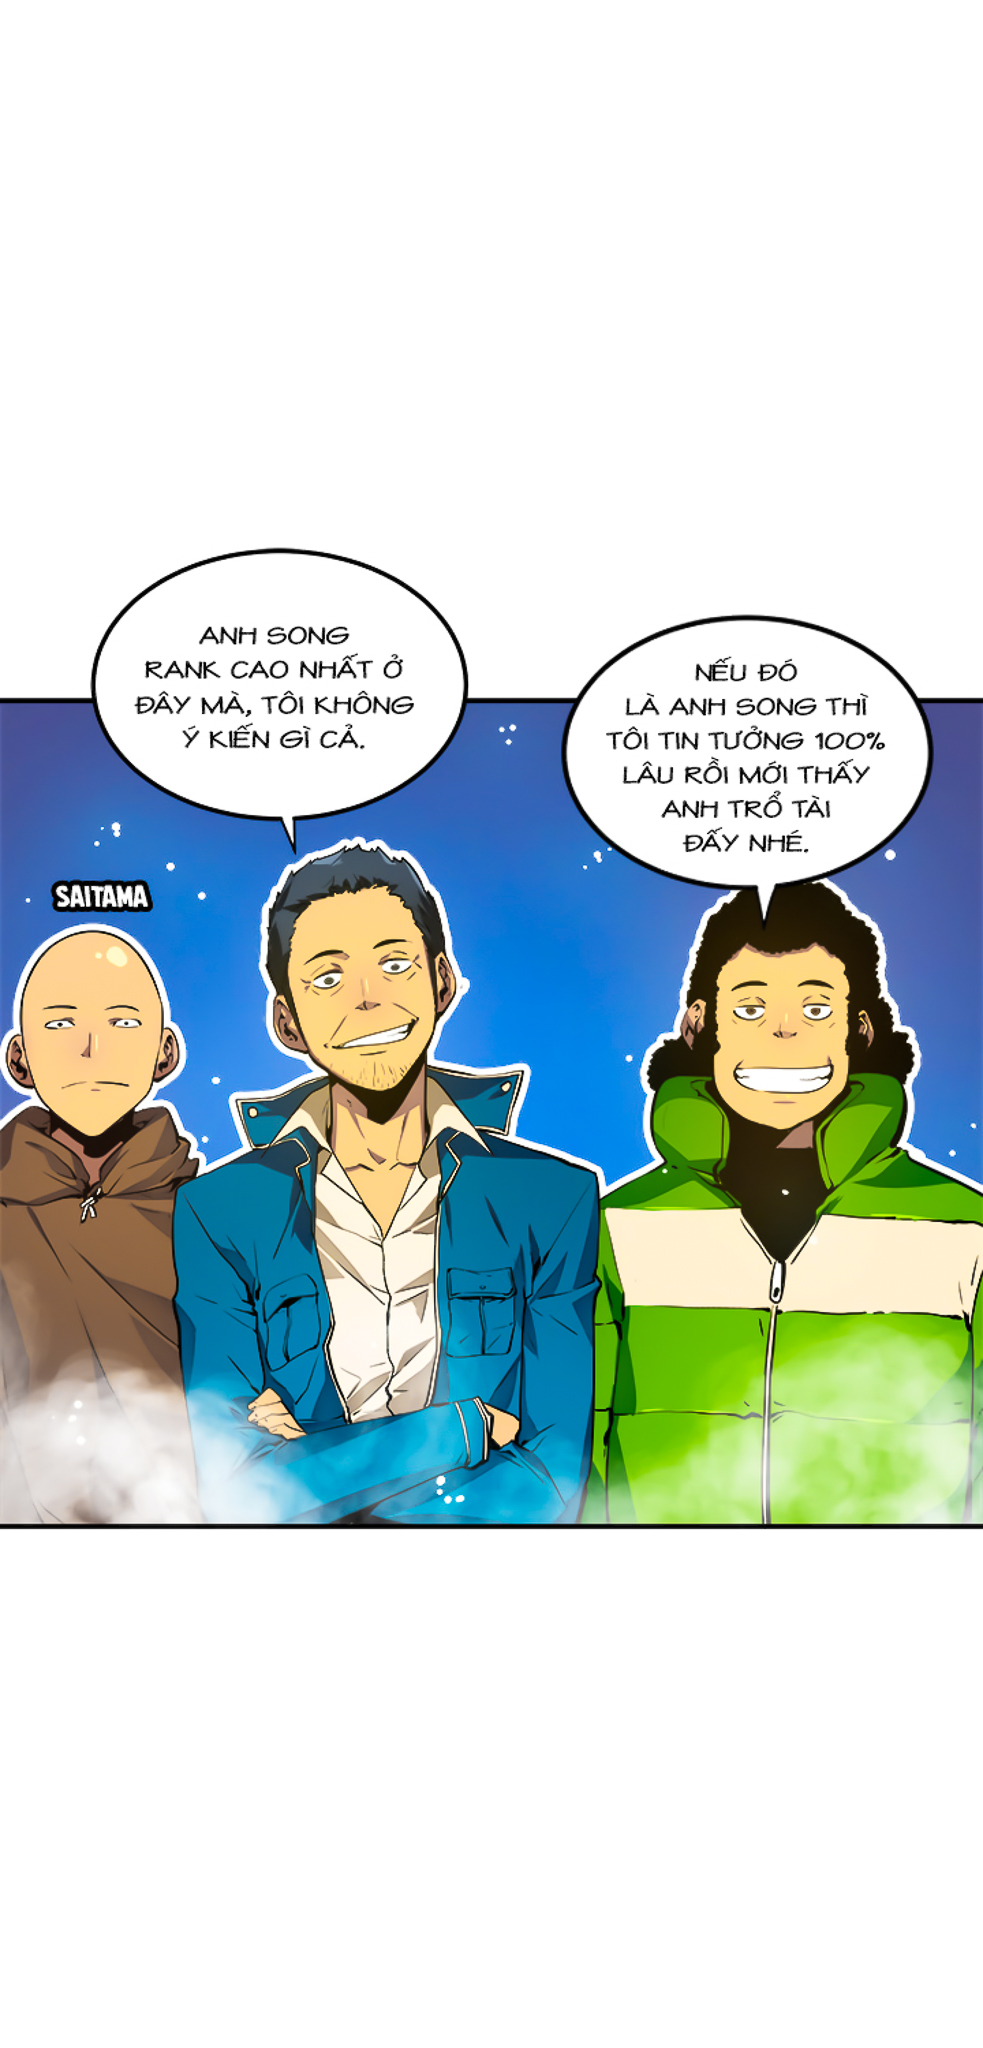 ANH SONG
RANK CAO NHẤT Ở
ĐÂY MÀ, TÔI KHÔNG
Ý KIẾN GÌ CẢ.
NẾU ĐÓ
LÀ ANH SONG THÌ
TÔI TIN TƯỞNG 100%
LÂU RỒI MỚI THẤY
ANH TRỔ TÀI
ĐẤY NHÉ.
SAITAMA